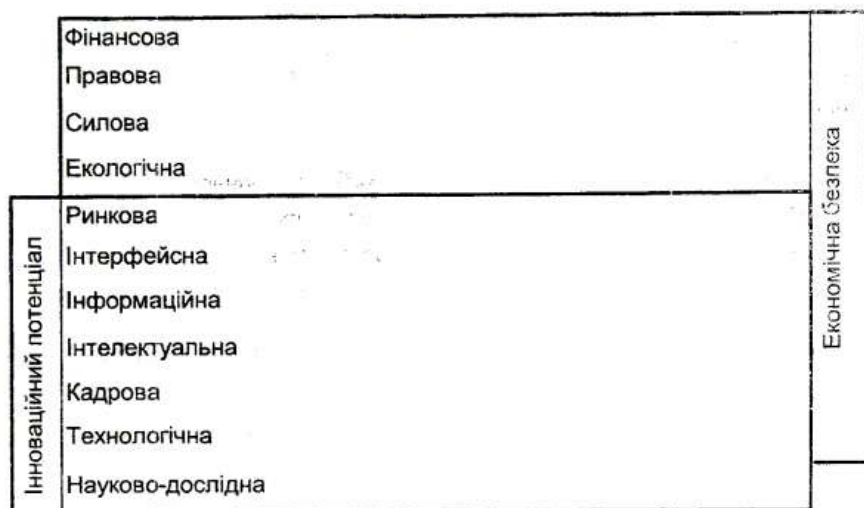 Фінансова
Правова
Силова
Екологічна
Ринкова
Інтерфейсна
Інформаційна
Інтелектуальна
Кадрова
Технологічна
Науково-дослідна
Інноваційний потенціал
Економічна безпека